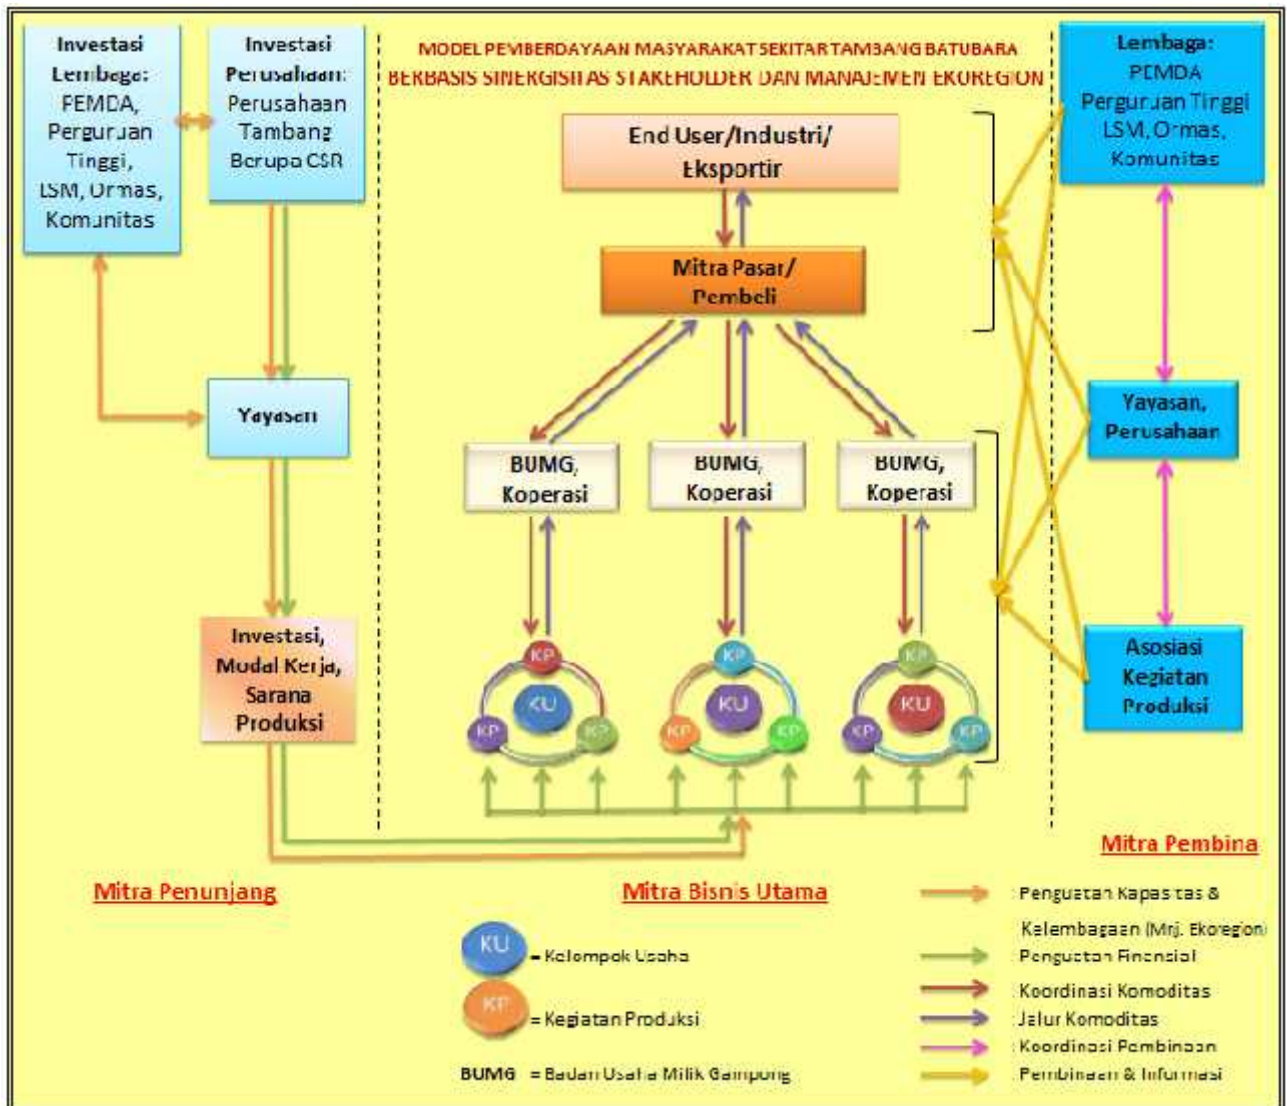 MODEL PEMBERDAYAAN MASYARAKAT SEKITAR TAMBANG BATUBARA
BERBASIS SINERGISITAS STAKEHOLDER DAN MANAJEMEN EKOREGION
Investasi
Lembaga:
PEMDA,
Perguruan
Tinggi,
LSM, Ormas,
Komunitas
Investasi
Perusahaan:
Perusahaan
Tambang
Berupa CSR
Yayasan
Investasi,
Modal Kerja,
Sarana
Produksi
Mitra Penunjang
End User/Industri/
Eksportir
Mitra Pasar/
Pembeli
BUMG,
Koperasi
BUMG,
Koperasi
BUMG,
Koperasi
KP
KU
KP
KP
KP
KU
KP
KP
KP
KU
KP
KP
Mitra Bisnis Utama
Lembaga:
PEMDA
Perguruan Tinggi
LSM, Ormas,
Komunitas
Yayasan,
Perusahaan
Asosiasi
Kegiatan
Produksi
Mitra Pembina
KU = Kelompok Usaha
KP = Kegiatan Produksi
BUMG = Badan Usaha Milik Gampong
: Penguatan Kapasitas &
Kelembagaan (Mnj. Ekoregion)
: Penguatan Finansial
: Koordinasi Komoditas
: Jalur Komoditas
: Koordinasi Pembinaan
: Pembinaan & Informasi